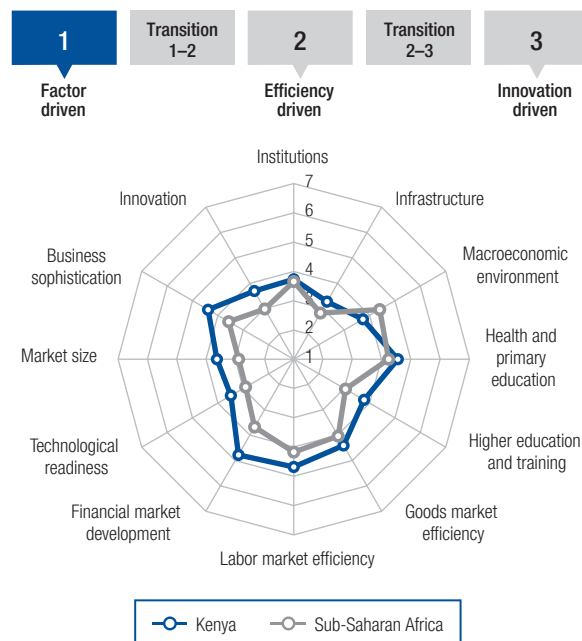 1
Transition
1–2
2
Transition
2–3
3
Factor
driven
Efficiency
driven
Innovation
driven
Institutions
Innovation
7
Infrastructure
6
Business
sophistication
5
Macroeconomic
environment
4
3
2
Market size
1
Health and
primary
education
Technological
readiness
Higher education
and training
Financial market
development
Goods market
efficiency
Labor market efficiency
Kenya
Sub-Saharan Africa